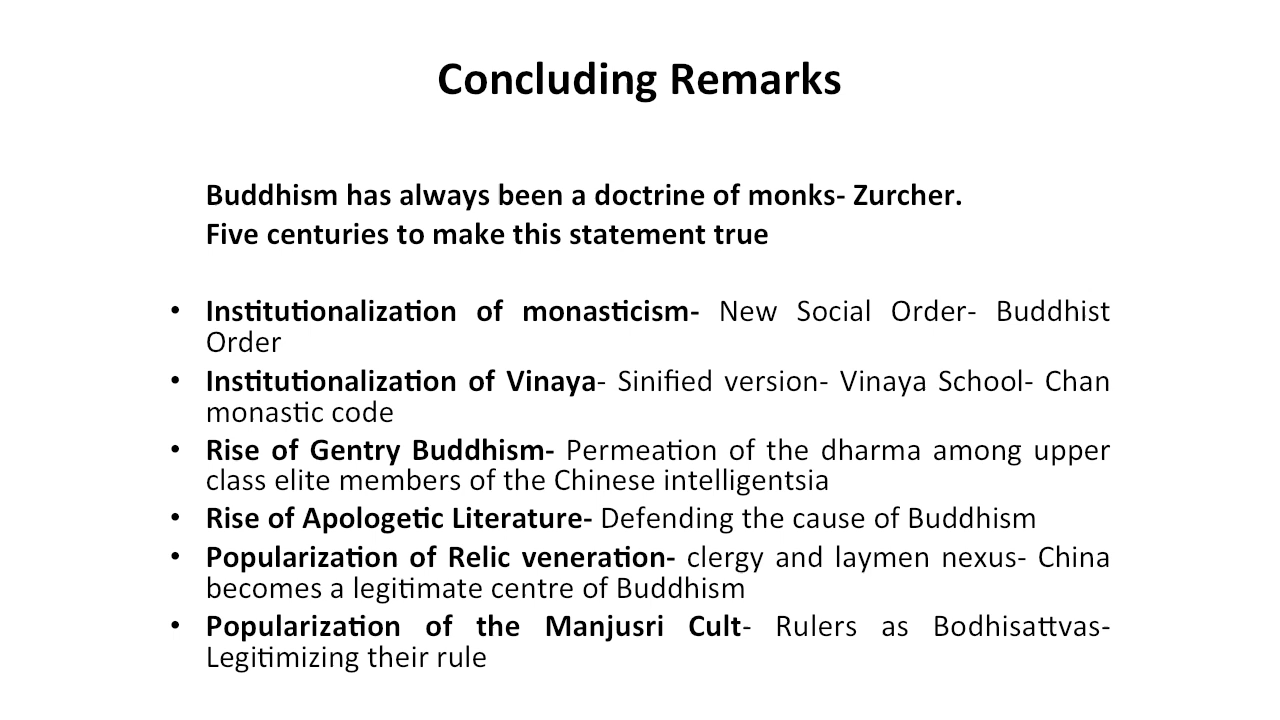 Concluding Remarks
Buddhism has always been a doctrine of monks- Zurcher.
Five centuries to make this statement true
• Institutionalization of monasticism- New Social Order- Buddhist
Order
• Institutionalization of Vinaya- Sinified version- Vinaya School- Chan
monastic code
• Rise of Gentry Buddhism- Permeation of the dharma among upper
class elite members of the Chinese intelligentsia
• Rise of Apologetic Literature- Defending the cause of Buddhism
• Popularization of Relic veneration- clergy and laymen nexus- China
becomes a legitimate centre of Buddhism
• Popularization of the Manjusri Cult- Rulers as Bodhisattvas-
Legitimizing their rule